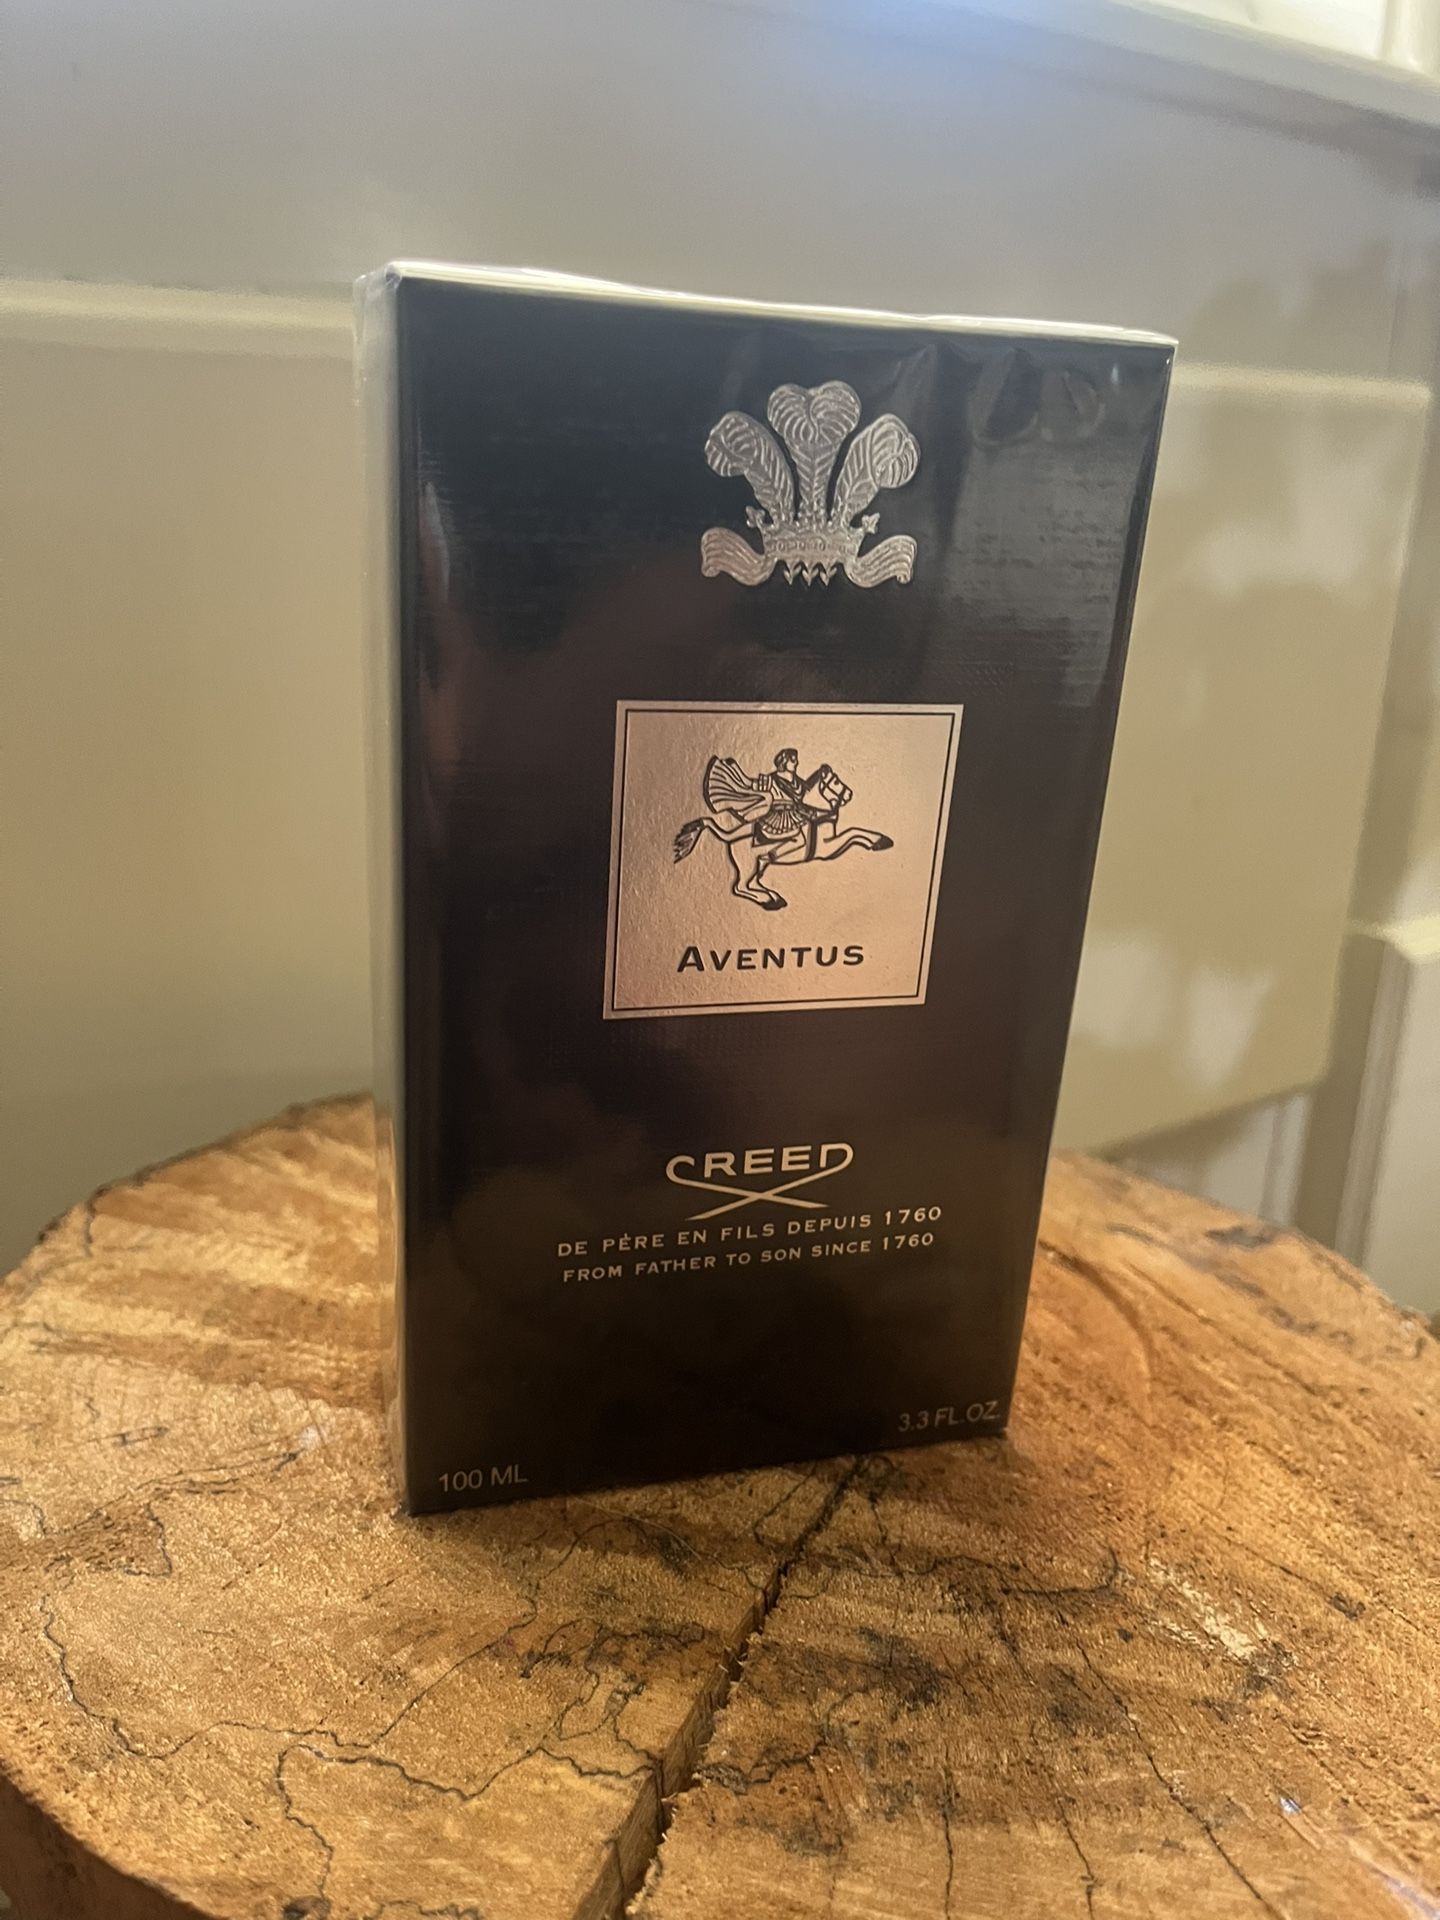 AVENTUS
CREED
DE PÈRE EN FILS DEPUIS 1760
FROM FATHER TO SON SINCE 1760
3.3 FL.OZ.
100 ML